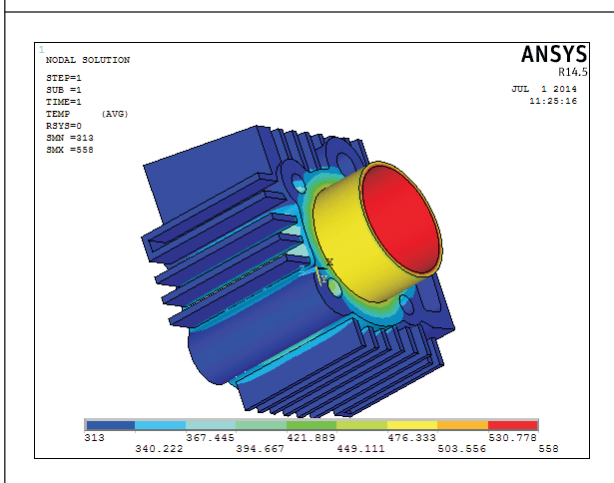 1
NODAL SOLUTION
STEP=1
SUB =1
TIME=1
TEMP (AVG)
RSYS=0
SMN =313
SMX =558
ANSYS
R14.5
JUL 1 2014
11:25:16
X
313 367.445 421.889 476.333 530.778
340.222 394.667 449.111 503.556 558